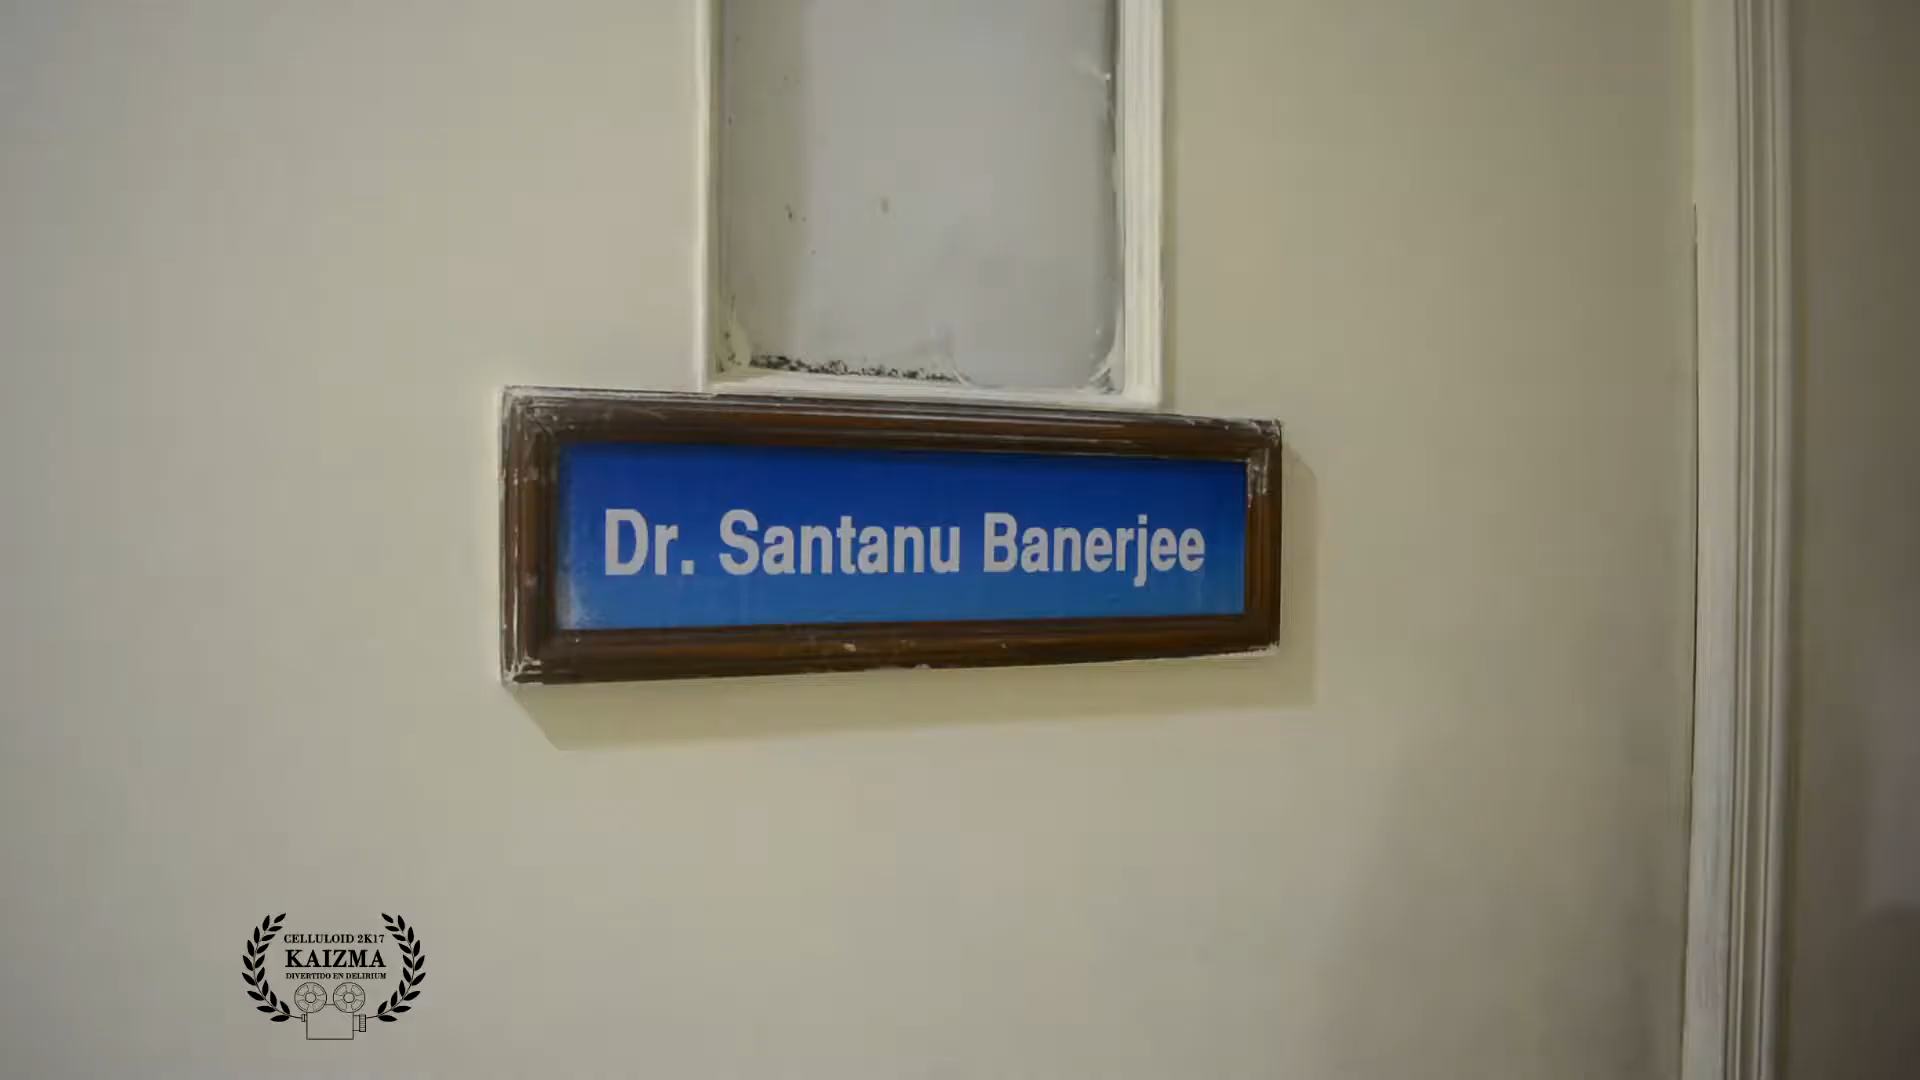 Dr. Santanu Banerjee
CELLULOID 2K17
KAIZMA
DIVERTIDO EN DELIRIUM